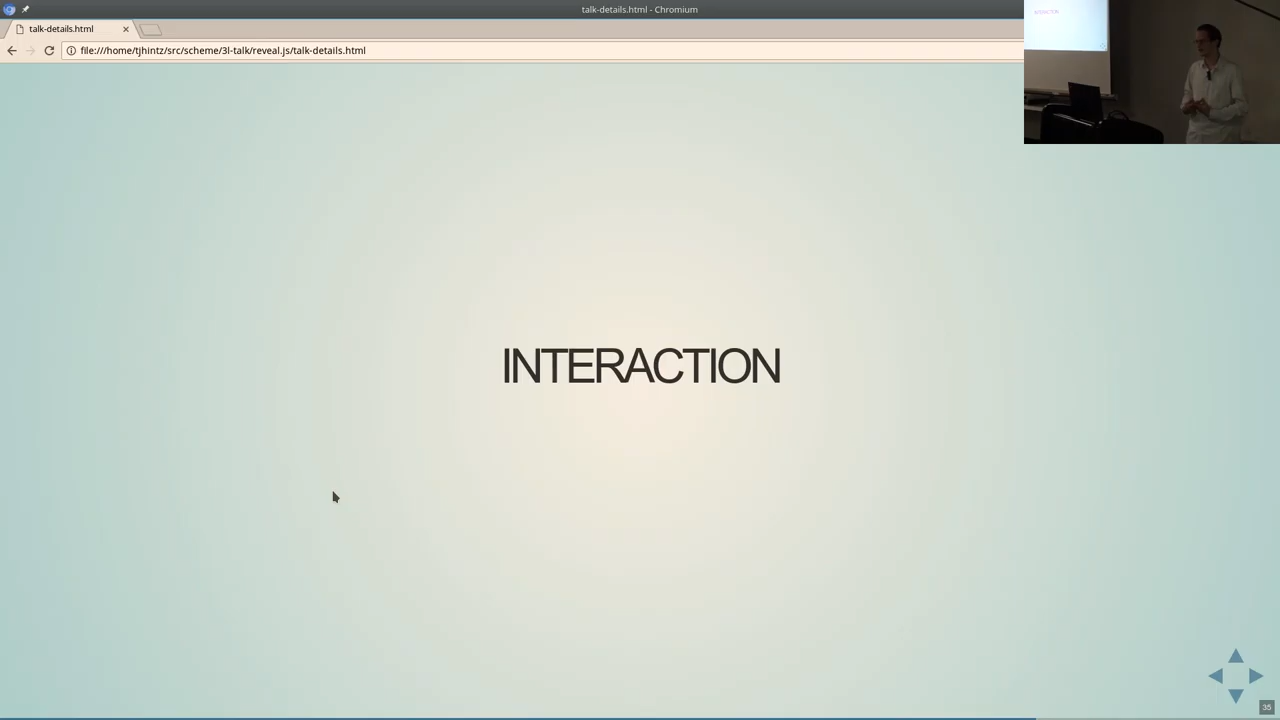 talk-details.html - Chromium
talk-details.html
file:///home/tjhintz/src/scheme/3l-talk/reveal.js/talk-details.html
INTERACTION
35